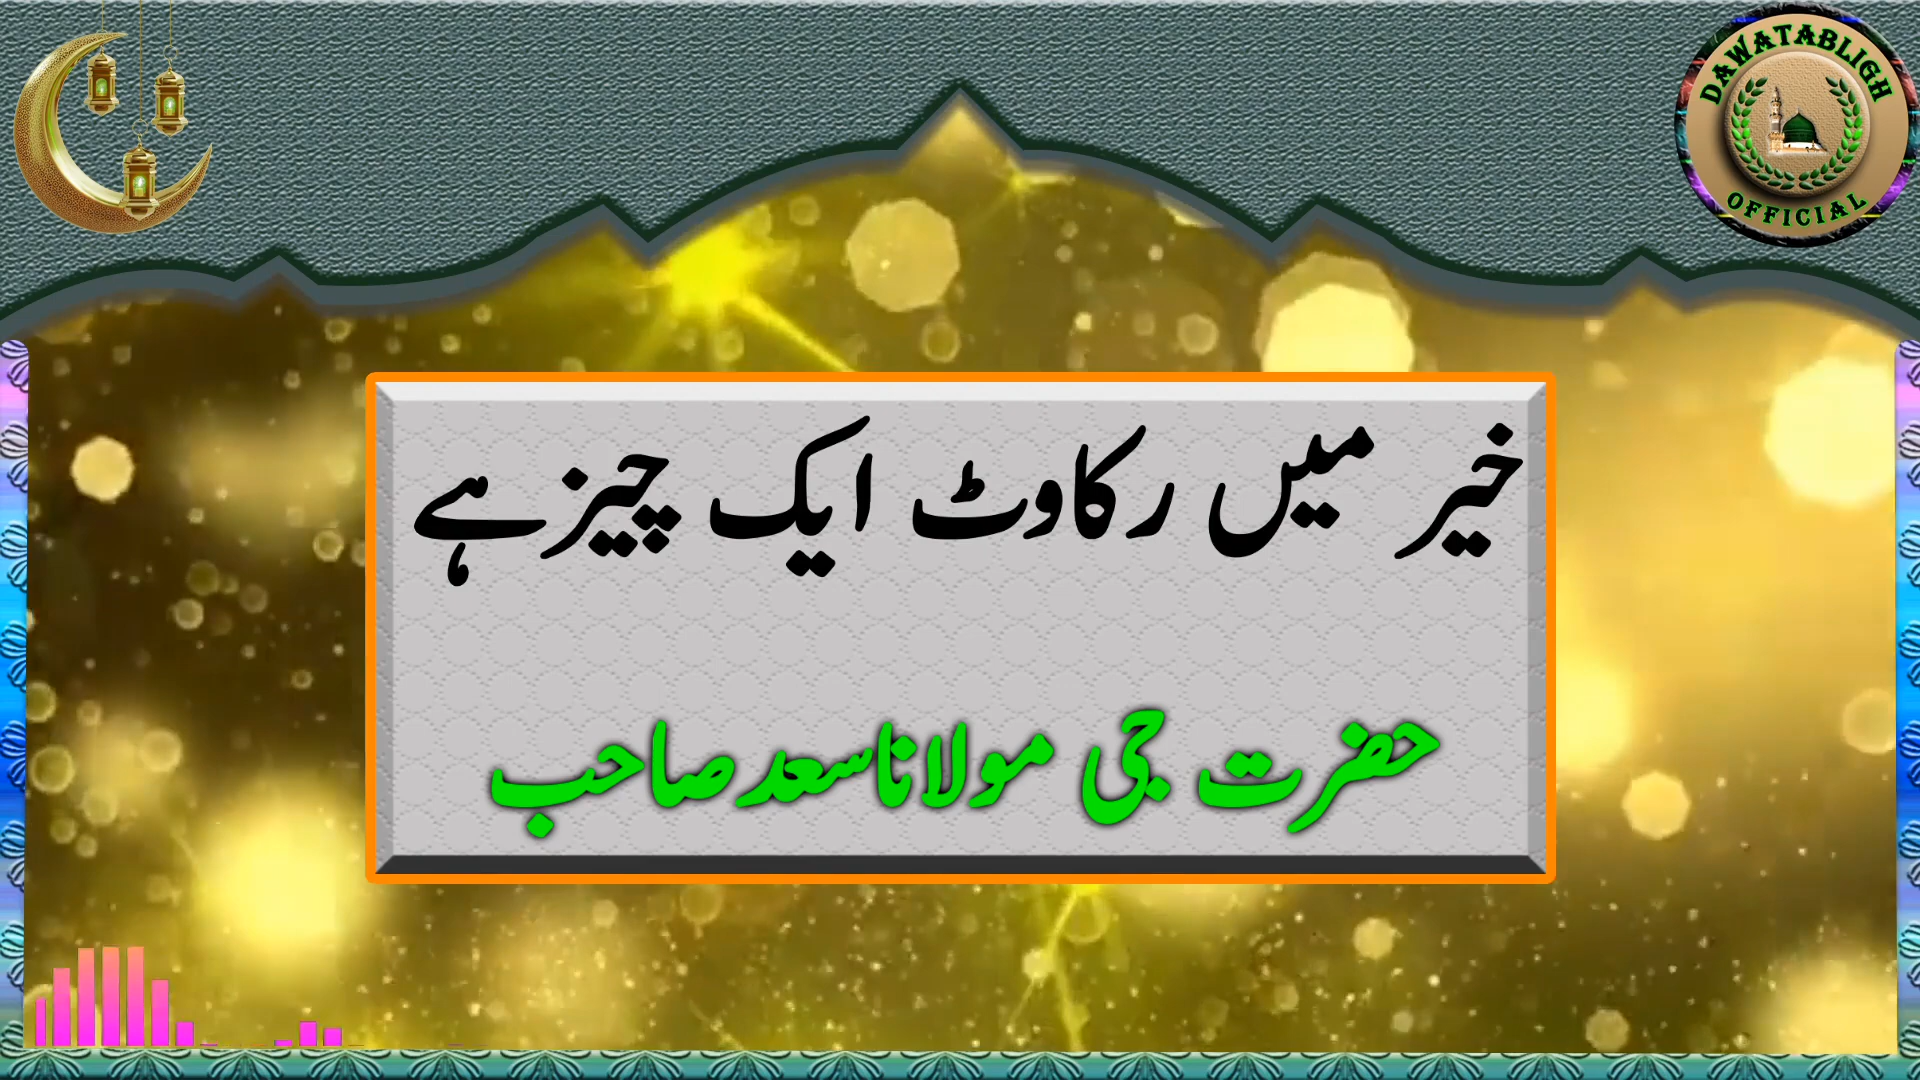 DAWATABLIGH
OFFICIAL
خیر میں رکاوٹ ایک چیز ہے
حضرت جی مولانا سعد صاحب